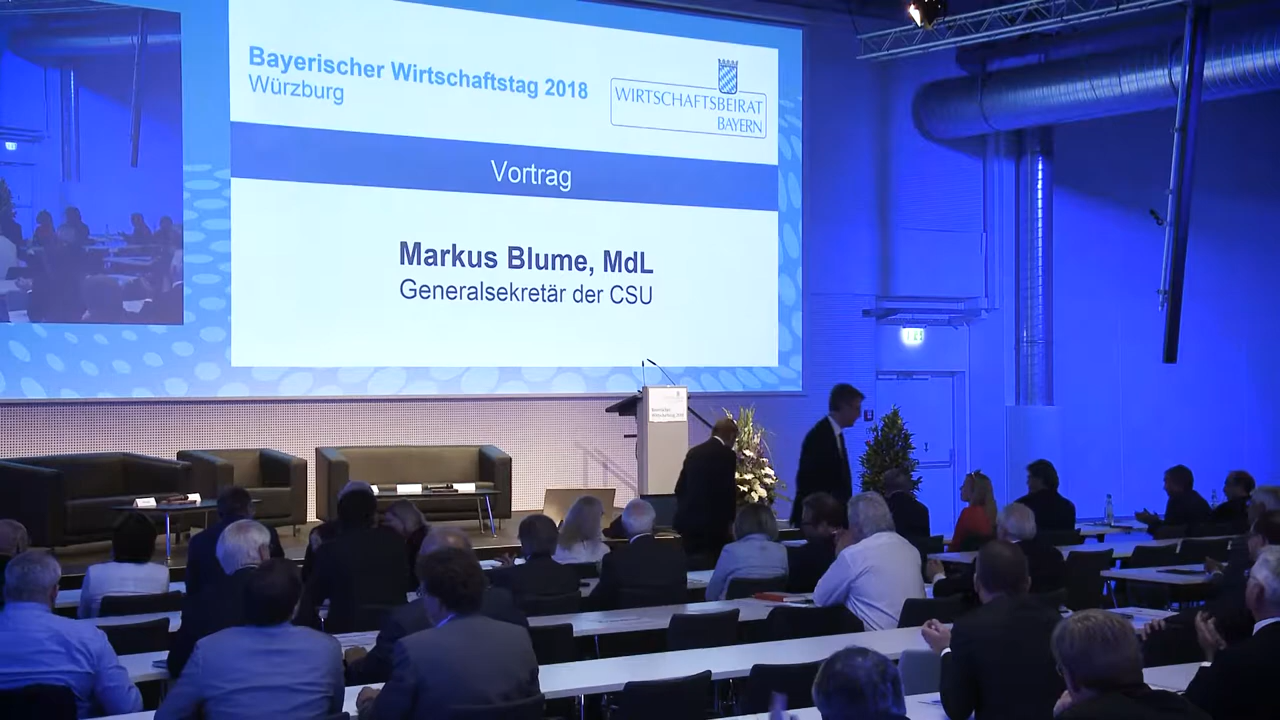 Bayerischer Wirtschaftstag 2018
Würzburg
WIRTSCHAFTSBEIRAT
BAYERN
Vortrag
Markus Blume, MdL
Generalsekretär der CSU